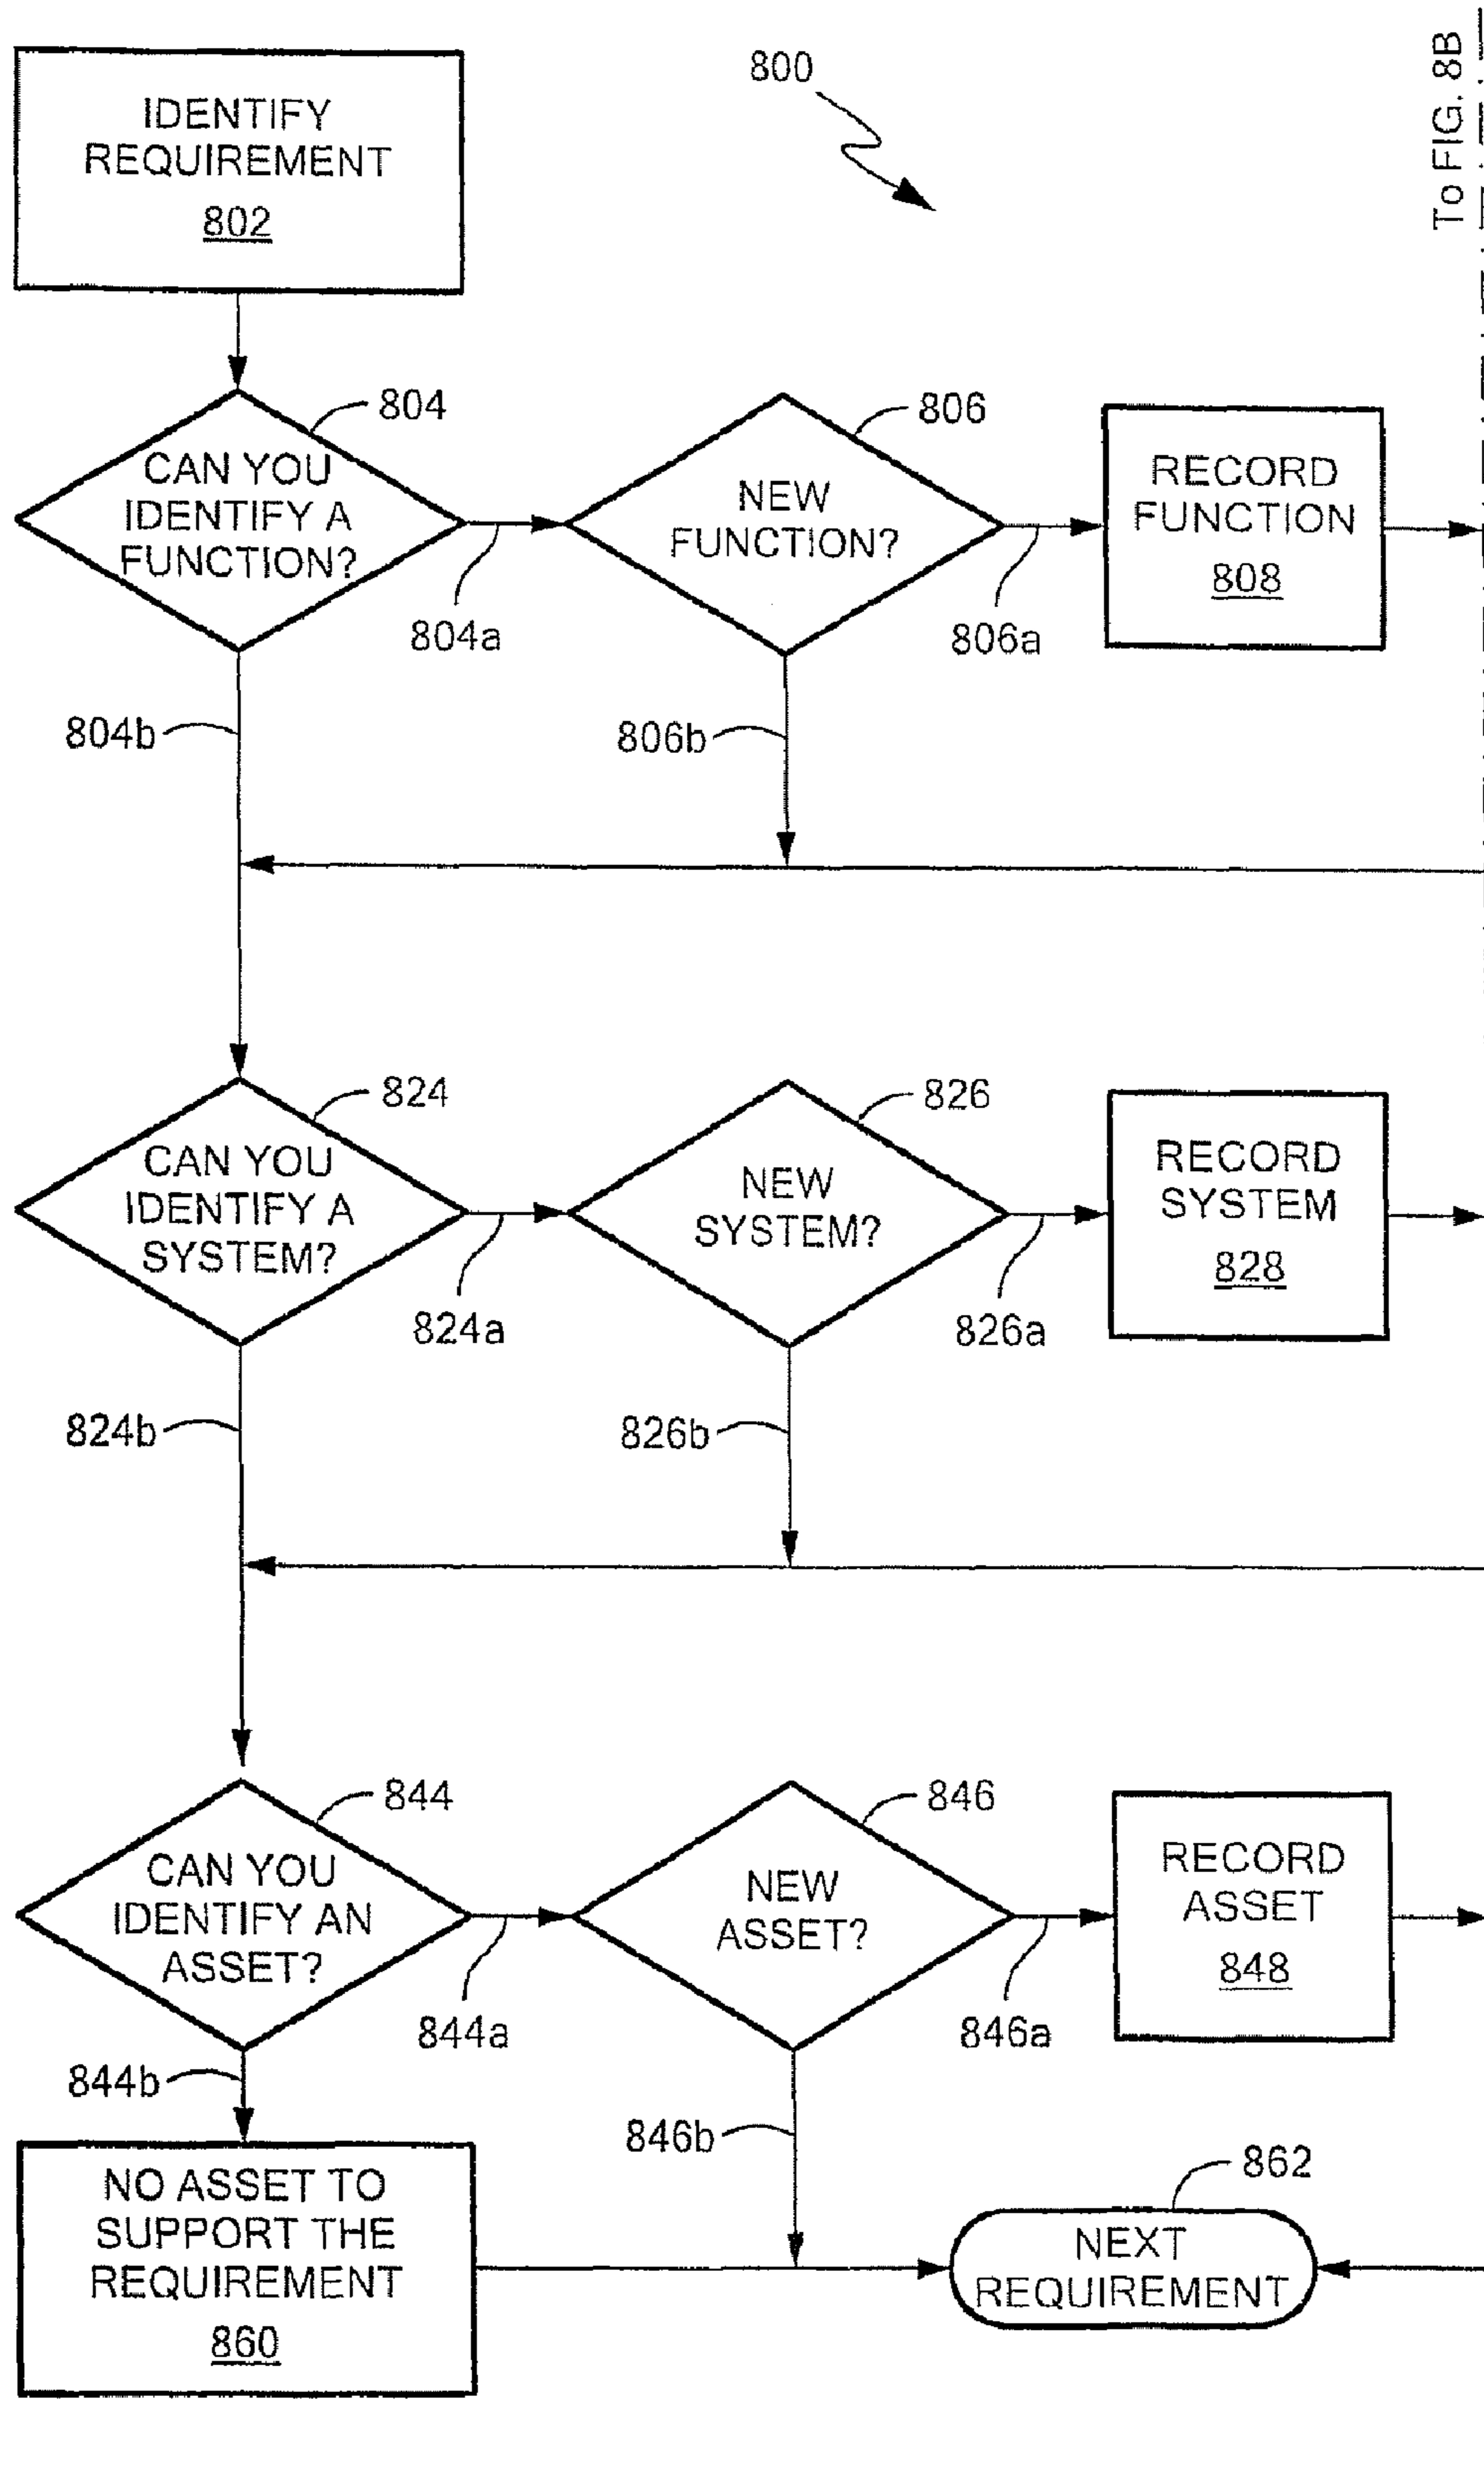 800
To FIG. 8B
IDENTIFY
REQUIREMENT
802
804
CAN YOU
IDENTIFY A
FUNCTION?
804a
804b
806
NEW
FUNCTION?
806a
806b
RECORD
FUNCTION
808
824
CAN YOU
IDENTIFY A
SYSTEM?
824a
824b
826
NEW
SYSTEM?
826a
826b
RECORD
SYSTEM
828
844
CAN YOU
IDENTIFY AN
ASSET?
844a
844b
846
NEW
ASSET?
846a
846b
RECORD
ASSET
848
NO ASSET TO
SUPPORT THE
REQUIREMENT
860
862
NEXT
REQUIREMENT